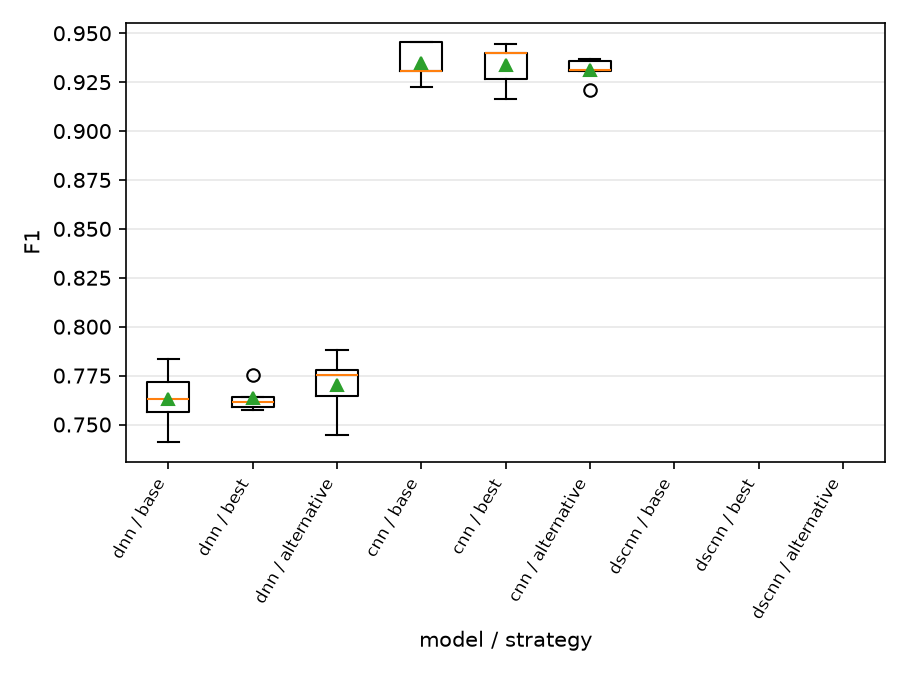 0.950
0.925
0.900
0.875
0.850
0.825
0.800
0.775
0.750
F1
dnn / base
dnn / best
dnn / alternative
cnn / base
cnn / best
cnn / alternative
dscnn / base
dscnn / best
dscnn / alternative
model / strategy